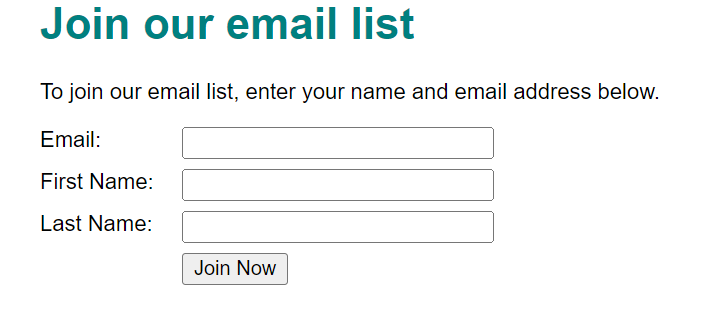 Join our email list
To join our email list, enter your name and email address below.
Email:
First Name:
Last Name:
Join Now